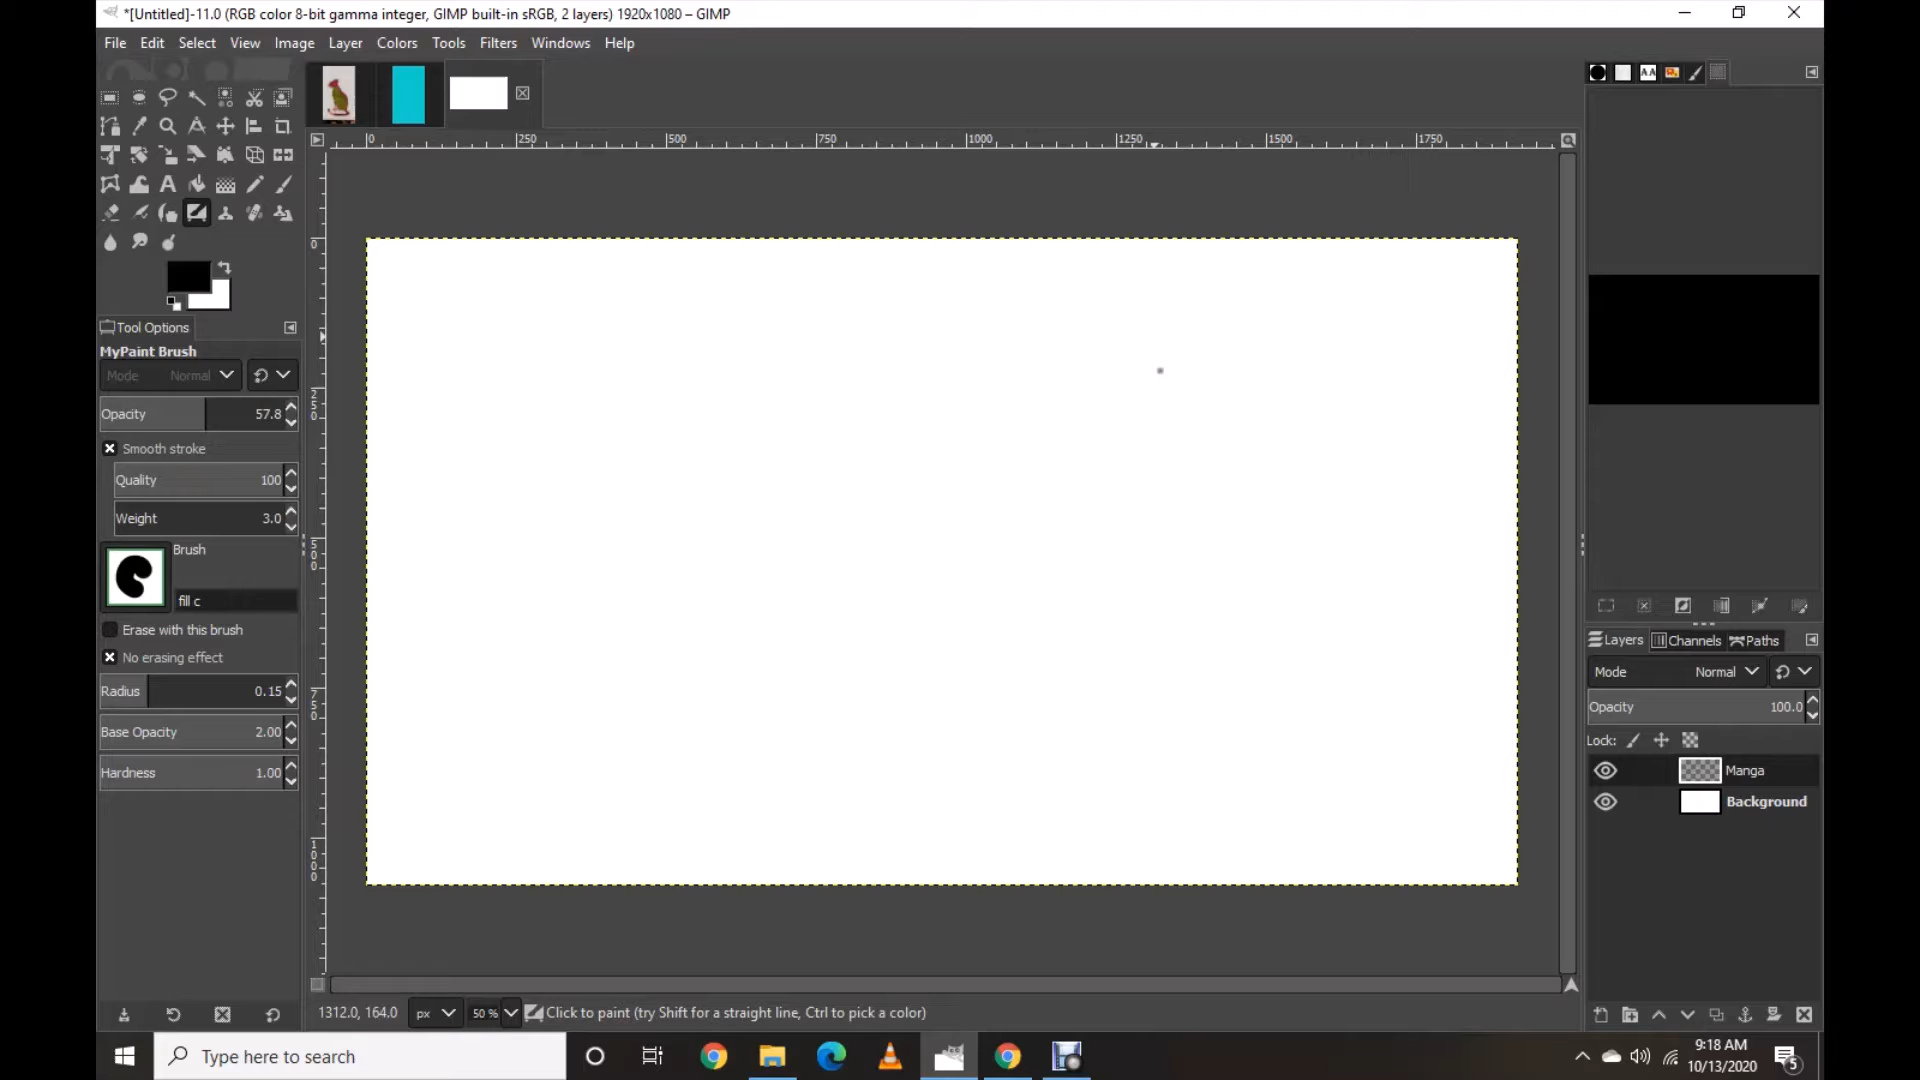 *[Untitled]-11.0 (RGB color 8-bit gamma integer, GIMP built-in sRGB, 2 layers) 1920x1080 – GIMP
File Edit Select View Image Layer Colors Tools Filters Windows Help
0 250 500 750 1000 1250 1500 1750
0
250
500
750
1000
Tool Options
MyPaint Brush
Mode Normal
Opacity 57.8
Smooth stroke
Quality 100
Weight 3.0
Brush
fill c
Erase with this brush
No erasing effect
Radius 0.15
Base Opacity 2.00
Hardness 1.00
Layers Channels Paths
Mode Normal
Opacity 100.0
Lock:
Manga
Background
1312.0, 164.0 px 50 % Click to paint (try Shift for a straight line, Ctrl to pick a color)
Type here to search
9:18 AM
10/13/2020
5